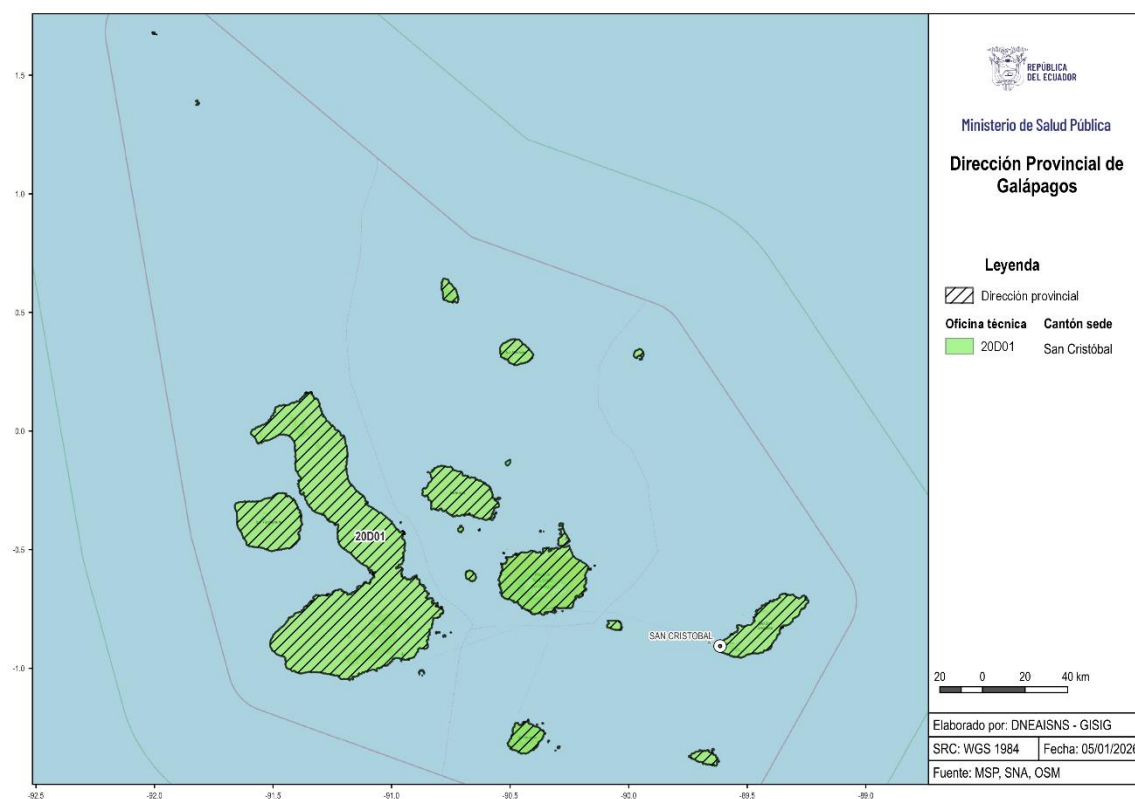 1.5
1.0
0.5
0.0
-0.5
-1.0
-92.5
-92.0
-91.5
-91.0
-90.5
-90.0
-89.5
-89.0
20D01
SAN CRISTOBAL
REPÚBLICA
DEL ECUADOR
Ministerio de Salud Pública
Dirección Provincial de
Galápagos
Leyenda
Dirección provincial
Oficina técnica Cantón sede
20D01 San Cristóbal
20 0 20 40 km
Elaborado por: DNEAISNS - GISIG
SRC: WGS 1984 Fecha: 05/01/2026
Fuente: MSP, SNA, OSM